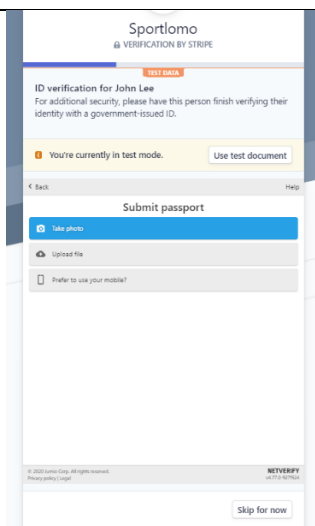 Sportlomo
VERIFICATION BY STRIPE
TEST DATA
ID verification for John Lee
For additional security, please have this person finish verifying their
identity with a government-issued ID.
You're currently in test mode.
Use test document
Back
Help
Submit passport
Take photo
Upload file
Prefer to use your mobile?
© 2020 Jumio Corp. All rights reserved.
NETVERIFY
Privacy policy | Legal
Skip for now